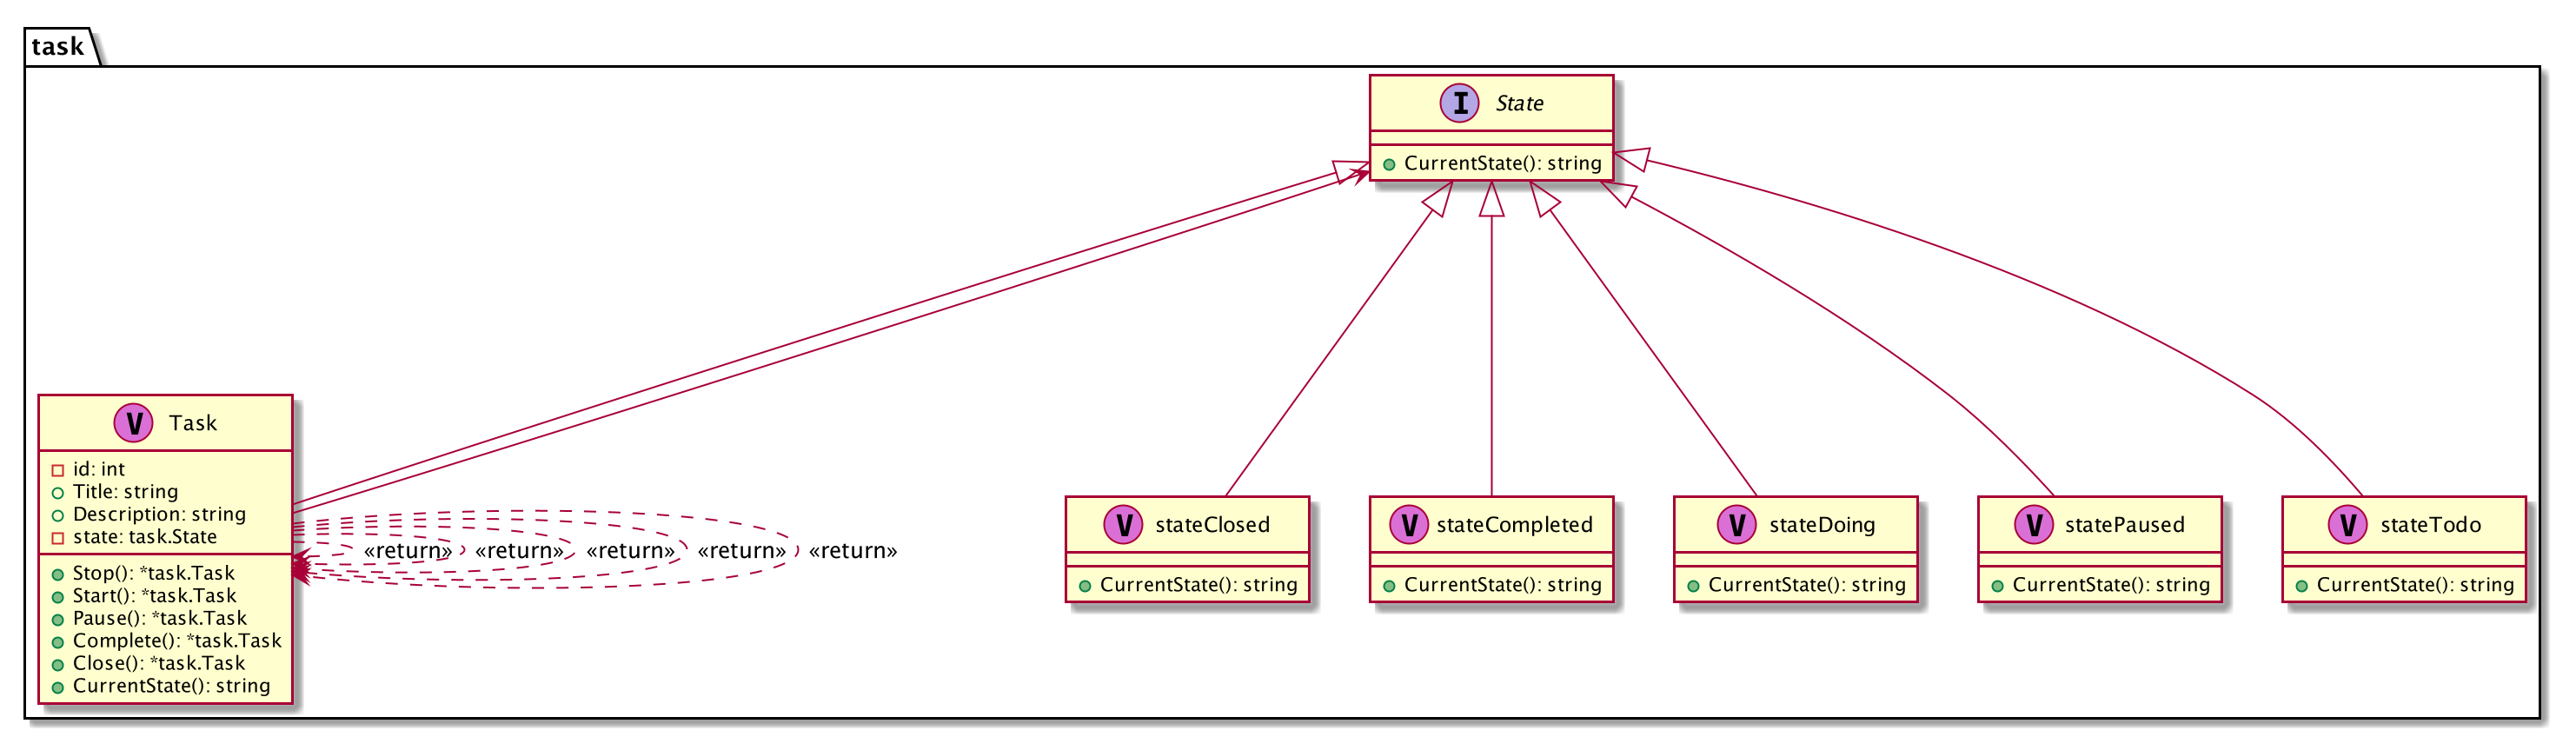 task
I State
CurrentState(): string
V Task
id: int
Title: string
Description: string
state: task.State
Stop(): *task.Task
Start(): *task.Task
Pause(): *task.Task
Complete(): *task.Task
Close(): *task.Task
CurrentState(): string
«return» «return» «return» «return» «return»
V stateClosed
CurrentState(): string
V stateCompleted
CurrentState(): string
V stateDoing
CurrentState(): string
V statePaused
CurrentState(): string
V stateTodo
CurrentState(): string